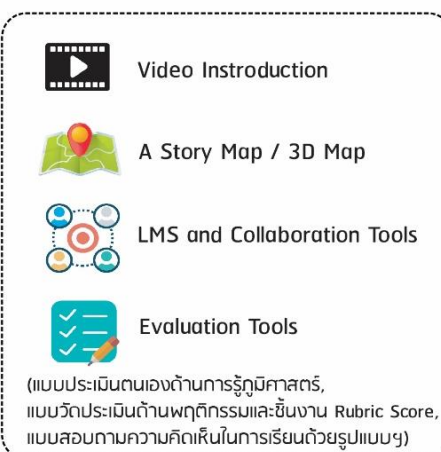 Video Instroduction
A Story Map / 3D Map
LMS and Collaboration Tools
Evaluation Tools
(แบบประเมินตนเองด้านการรู้ภูมิศาสตร์,
แบบวัดประเมินด้านพฤติกรรมและชิ้นงาน Rubric Score,
แบบสอบถามความคิดเห็นในการเรียนด้วยรูปแบบฯ)